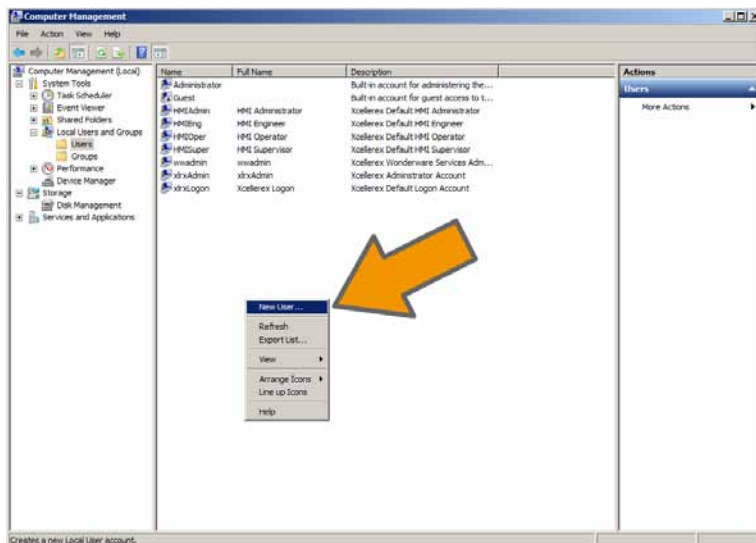 Computer Management
File Action View Help
Computer Management (Local)
System Tools
Task Scheduler
Event Viewer
Shared Folders
Local Users and Groups
Users
Groups
Performance
Device Manager
Storage
Disk Management
Services and Applications
Name Full Name Description
Administrator Built-in account for administering the...
Guest Built-in account for guest access to t...
HMIAdmin HMI Administrator Xcellerex Default HMI Administrator
HMIEng HMI Engineer Xcellerex Default HMI Engineer
HMIOper HMI Operator Xcellerex Default HMI Operator
HMISuper HMI Supervisor Xcellerex Default HMI Supervisor
wwadmin wwadmin Xcellerex Wonderware Services Adm...
xlrxAdmin xlrxAdmin Xcellerex Adminstrator Account
xlrxLogon Xcellerex Logon Xcellerex Default Logon Account
New User...
Refresh
Export List...
View
Arrange Icons
Line up Icons
Help
Actions
Users
More Actions
Creates a new Local User account.